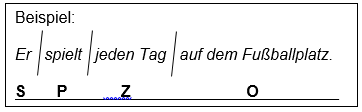 Beispiel:
Er / spielt / jeden Tag / auf dem Fußballplatz.
S P Z O